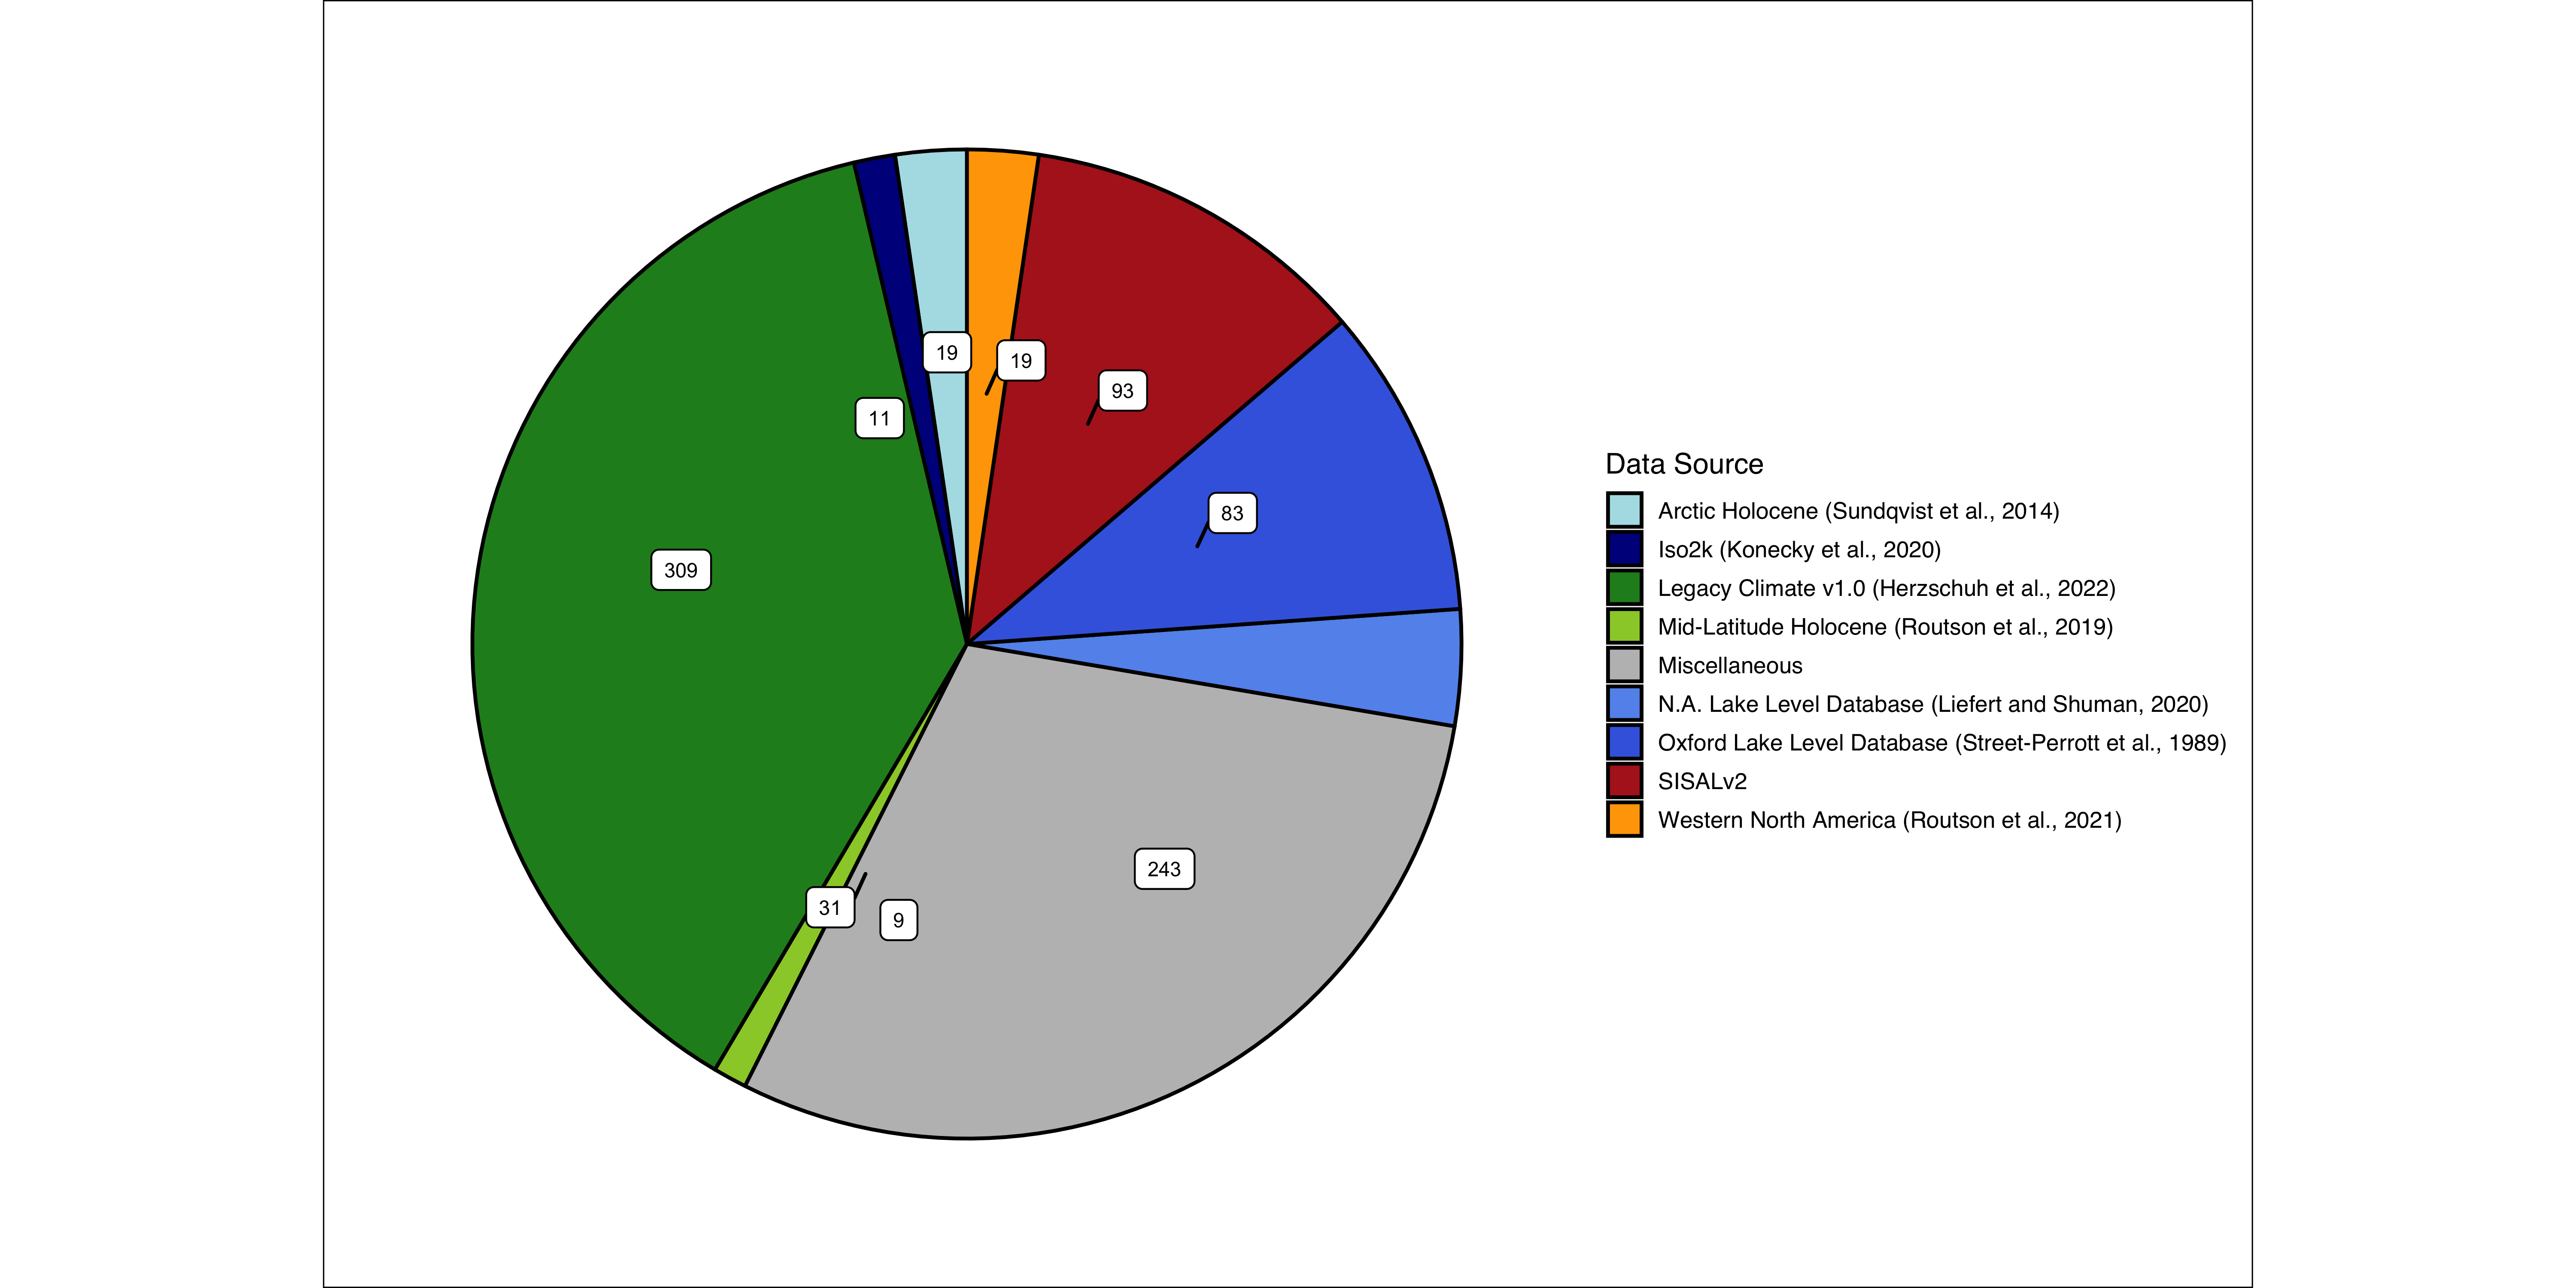 19
19
93
11
83
309
243
31
9
Data Source
Arctic Holocene (Sundqvist et al., 2014)
Iso2k (Konecky et al., 2020)
Legacy Climate v1.0 (Herzschuh et al., 2022)
Mid-Latitude Holocene (Routson et al., 2019)
Miscellaneous
N.A. Lake Level Database (Liefert and Shuman, 2020)
Oxford Lake Level Database (Street-Perrott et al., 1989)
SISALv2
Western North America (Routson et al., 2021)